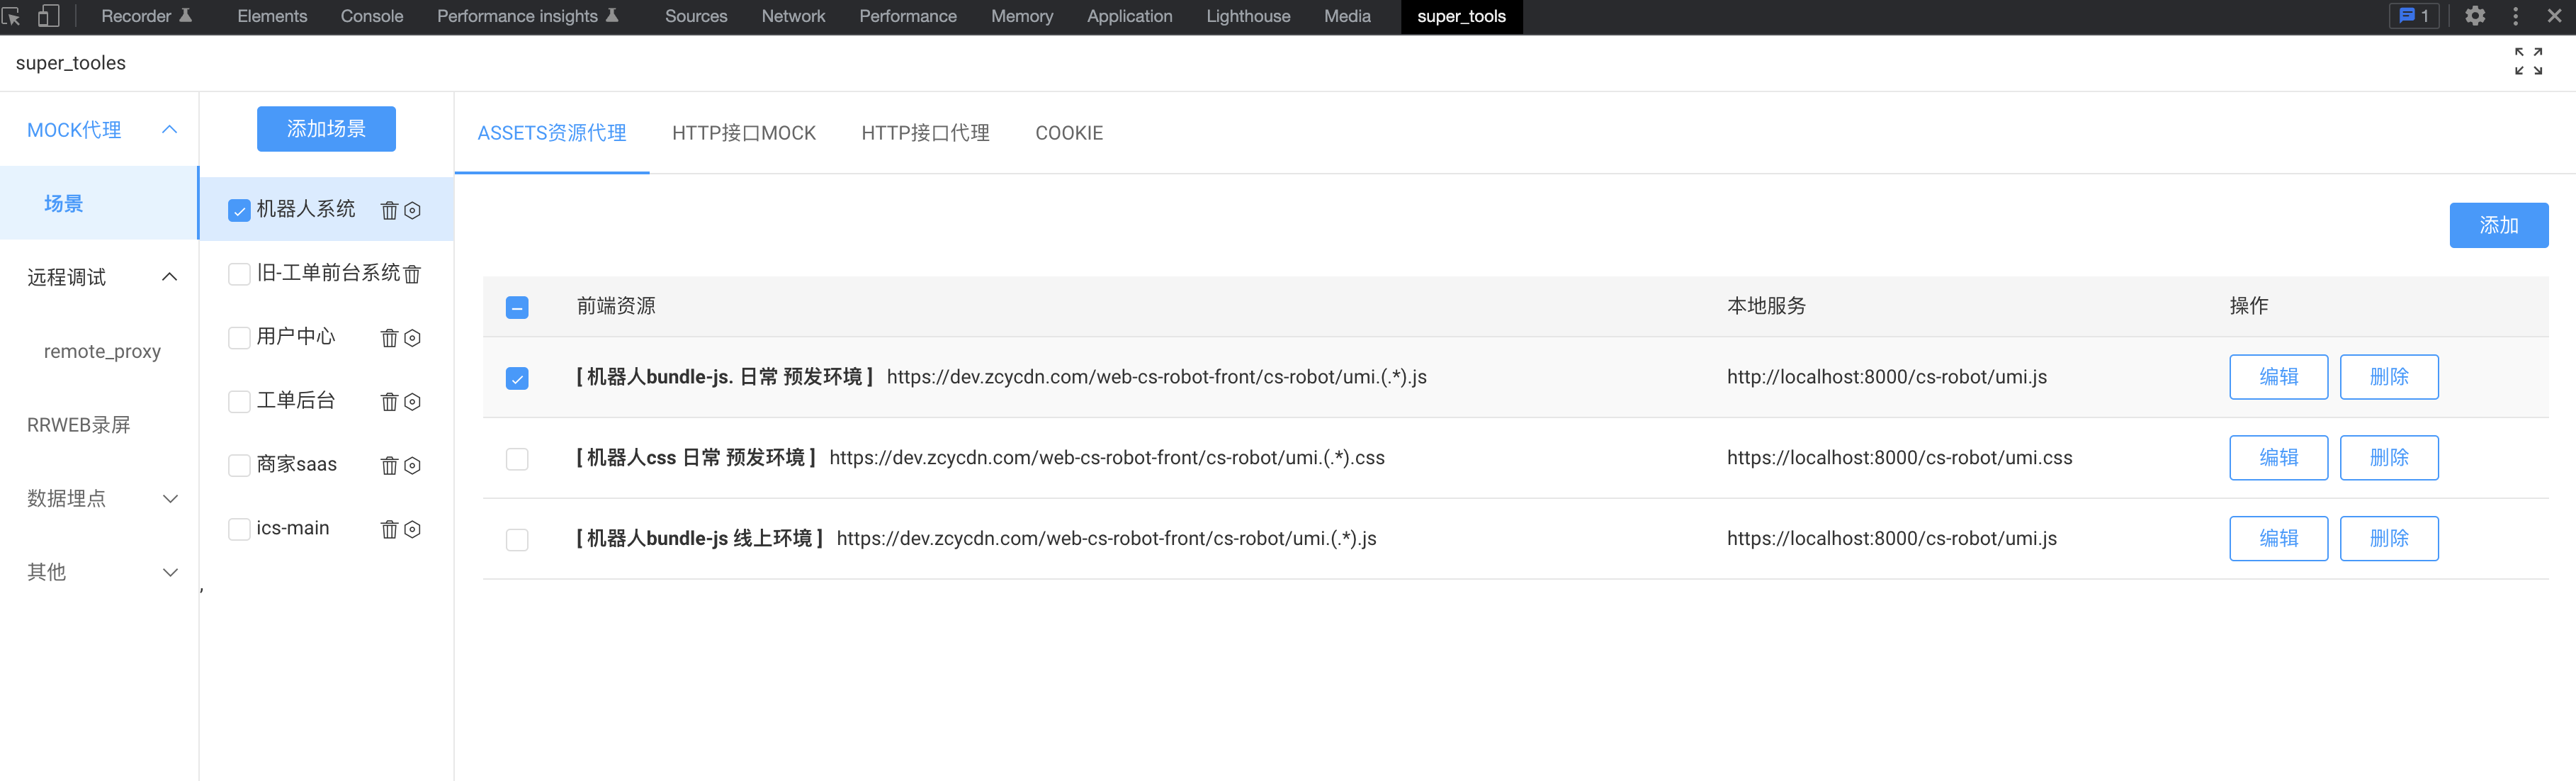 Recorder Elements Console Performance insights Sources Network Performance Memory Application Lighthouse Media super_tools 1
super_tooles
MOCK代理
场景
远程调试
remote_proxy
RRWEB录屏
数据埋点
其他
添加场景
机器人系统
旧-工单前台系统
用户中心
工单后台
商家saas
ics-main
,
ASSETS资源代理 HTTP接口MOCK HTTP接口代理 COOKIE
添加
前端资源 本地服务 操作
[ 机器人bundle-js. 日常 预发环境 ] https://dev.zcycdn.com/web-cs-robot-front/cs-robot/umi.(.*).js http://localhost:8000/cs-robot/umi.js 编辑 删除
[ 机器人css 日常 预发环境 ] https://dev.zcycdn.com/web-cs-robot-front/cs-robot/umi.(.*).css https://localhost:8000/cs-robot/umi.css 编辑 删除
[ 机器人bundle-js 线上环境 ] https://dev.zcycdn.com/web-cs-robot-front/cs-robot/umi.(.*).js https://localhost:8000/cs-robot/umi.js 编辑 删除